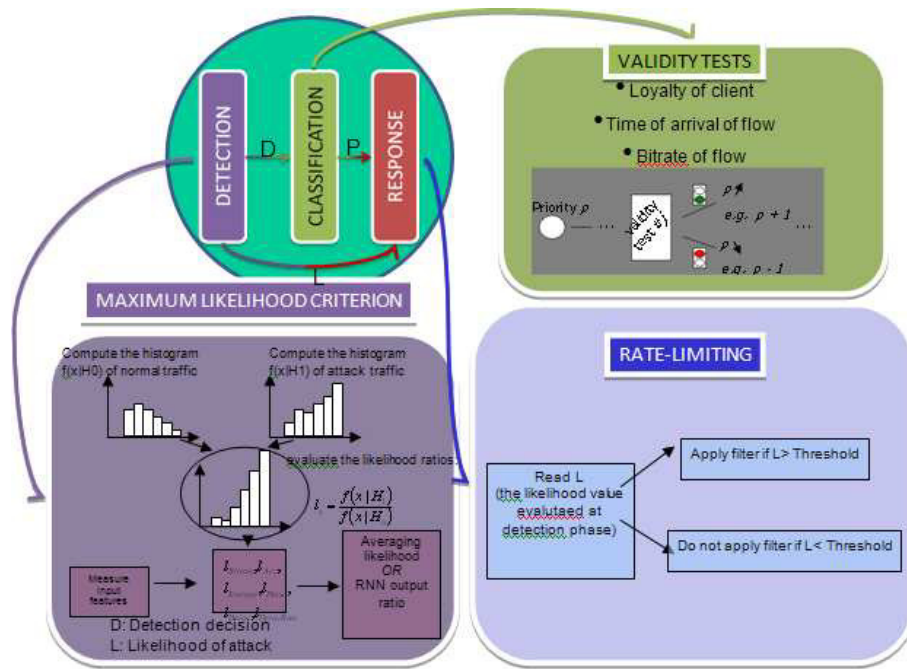 DETECTION
D
CLASSIFICATION
P
RESPONSE
L
VALIDITY TESTS
• Loyalty of client
• Time of arrival of flow
• Bitrate of flow
Priority p
...
validity
test #j
p
e.g. p + 1
p
e.g. p - 1
...
MAXIMUM LIKELIHOOD CRITERION
Compute the histogram
f(x|H0) of normal traffic
Compute the histogram
f(x|H1) of attack traffic
evaluate the likelihood ratios
f(x | H
f(x | H
Measure
input
features
Averaging
likelihood
OR
RNN output
ratio
D: Detection decision
L: Likelihood of attack
RATE-LIMITING
Read L
(the likelihood value
evalutaed at
detection phase)
Apply filter if L> Threshold
Do not apply filter if L< Threshold